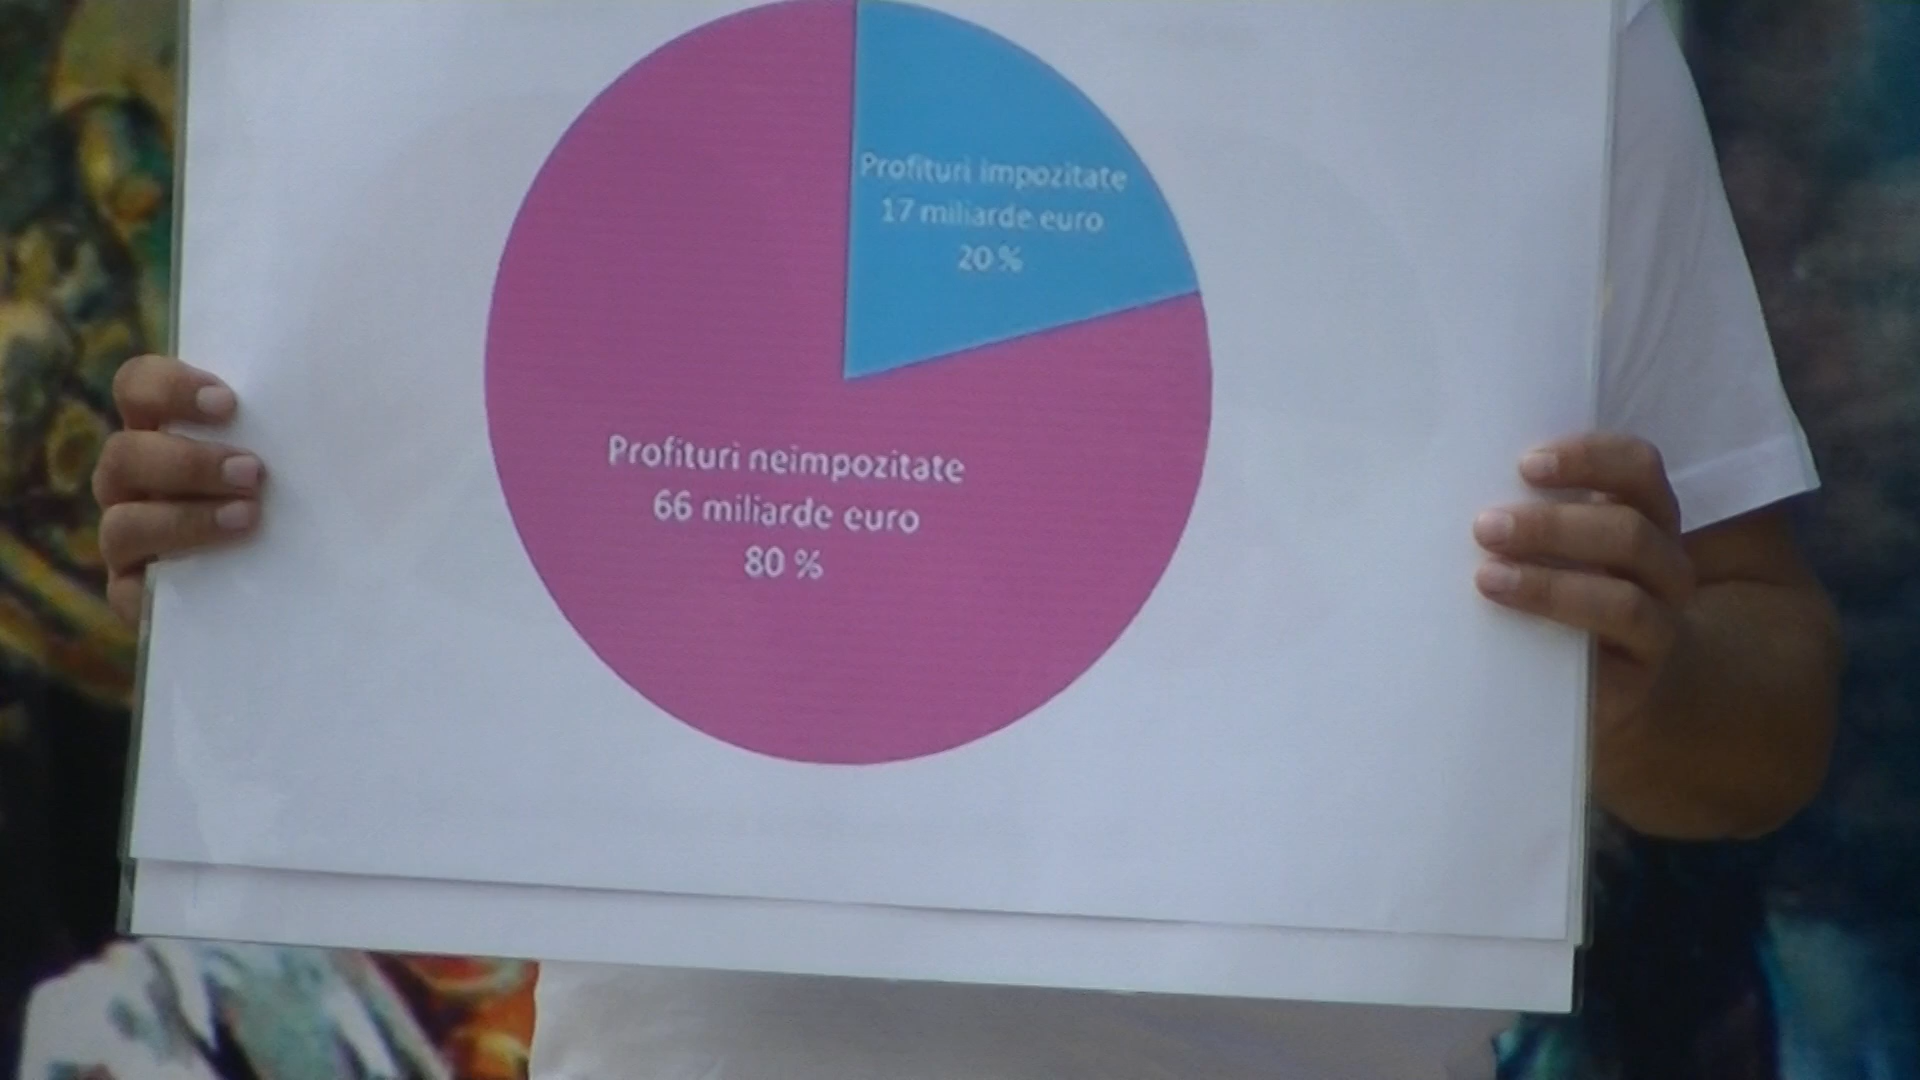 Profituri impozitate
17 miliarde euro
20 %
Profituri neimpozitate
66 miliarde euro
80 %